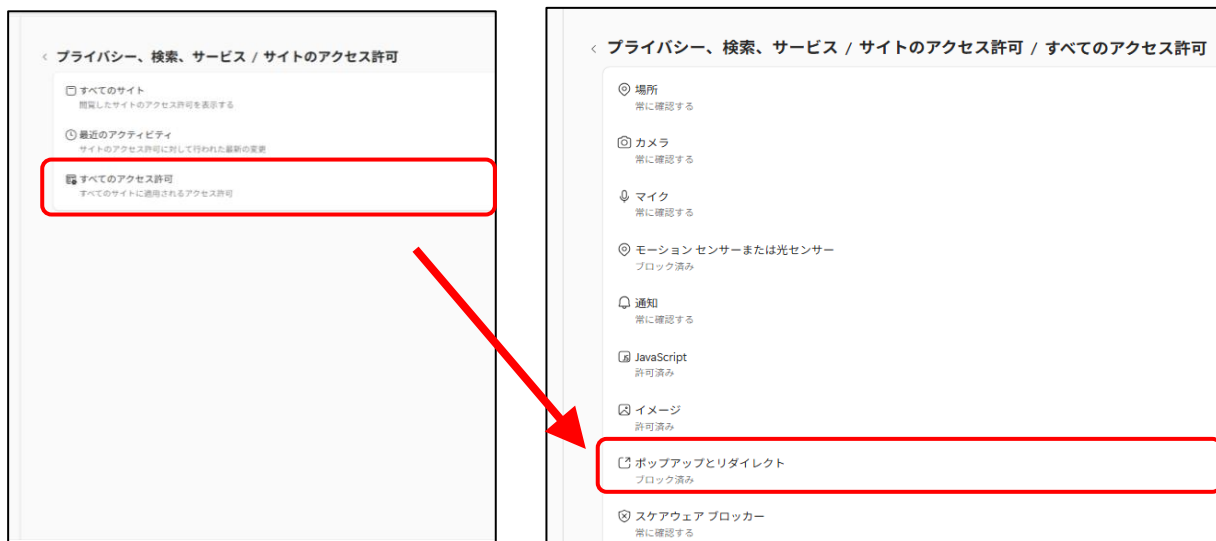 プライバシー、検索、サービス / サイトのアクセス許可
すべてのサイト
閲覧したサイトのアクセス許可を表示する
最近のアクティビティ
サイトのアクセス許可に対して行われた最新の変更
すべてのアクセス許可
すべてのサイトに適用されるアクセス許可
プライバシー、検索、サービス / サイトのアクセス許可 / すべてのアクセス許可
場所
常に確認する
カメラ
常に確認する
マイク
常に確認する
モーション センサーまたは光センサー
ブロック済み
通知
常に確認する
JavaScript
許可済み
イメージ
許可済み
ポップアップとリダイレクト
ブロック済み
スケアウェア ブロッカー
常に確認する